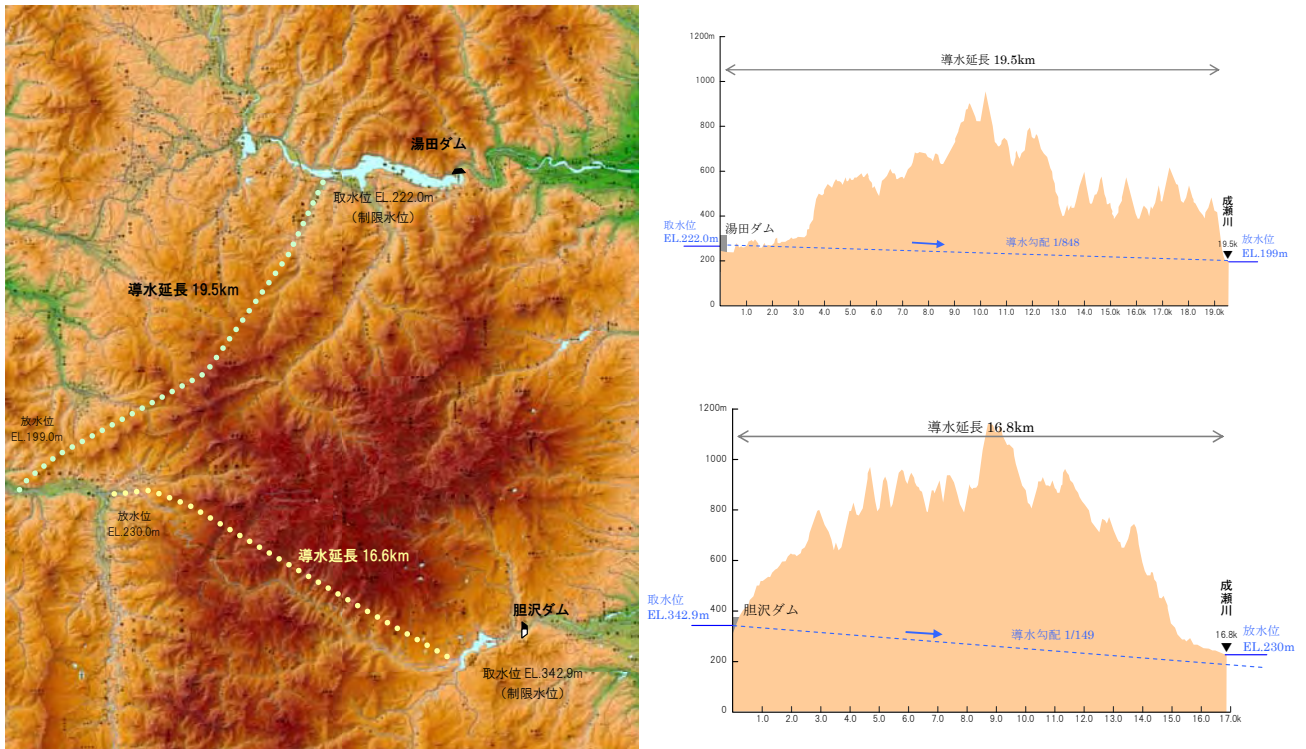 湯田ダム
取水位 EL.222.0m
（制限水位）
導水延長 19.5km
放水位
EL.199.0m
放水位
EL.230.0m
導水延長 16.6km
胆沢ダム
取水位 EL.342.9m
（制限水位）
1200m
1000
800
600
400
200
0
導水延長 19.5km
取水位
EL.222.0m
湯田ダム
導水勾配 1/848
成瀬川
19.5k
放水位
EL.199m
1.0 2.0 3.0 4.0 5.0 6.0 7.0 8.0 9.0 10.0 11.0 12.0 13.0 14.0 15.0 16.0 17.0 18.0 19.0k
1200m
1000
800
600
400
200
0
導水延長 16.8km
取水位
EL.342.9m
胆沢ダム
導水勾配 1/149
成瀬川
16.8k
放水位
EL.230m
1.0 2.0 3.0 4.0 5.0 6.0 7.0 8.0 9.0 10.0 11.0 12.0 13.0 14.0 15.0 16.0 17.0k